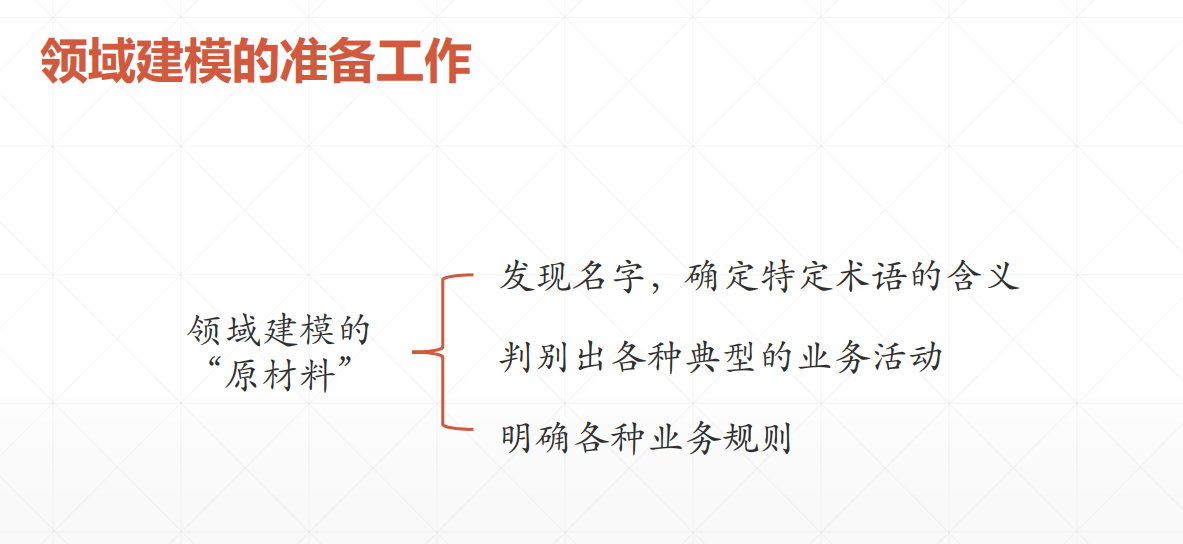 领域建模的准备工作
发现名字，确定特定术语的含义
领域建模的
“原材料”
判别出各种典型的业务活动
明确各种业务规则